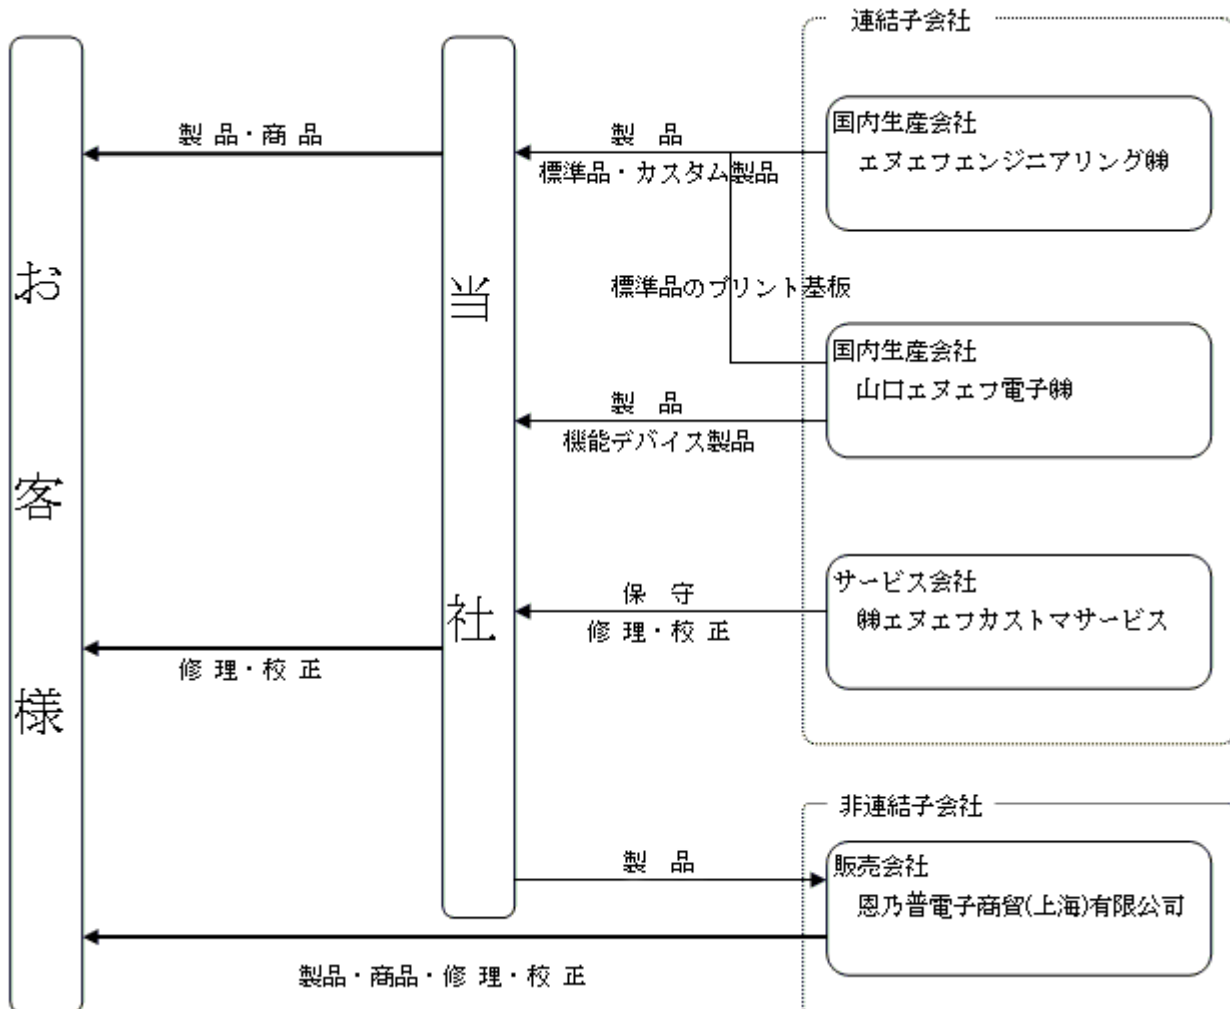 連結子会社
お客様
当社
製品・商品
製 品
標準品・カスタム製品
国内生産会社
エヌエフエンジニアリング㈱
標準品のプリント基板
国内生産会社
山口エヌエフ電子㈱
製 品
機能デバイス製品
サービス会社
㈱エヌエフカストマサービス
保 守
修理・校正
修理・校正
非連結子会社
製 品
販売会社
恩乃普電子商貿(上海)有限公司
製品・商品・修理・校正